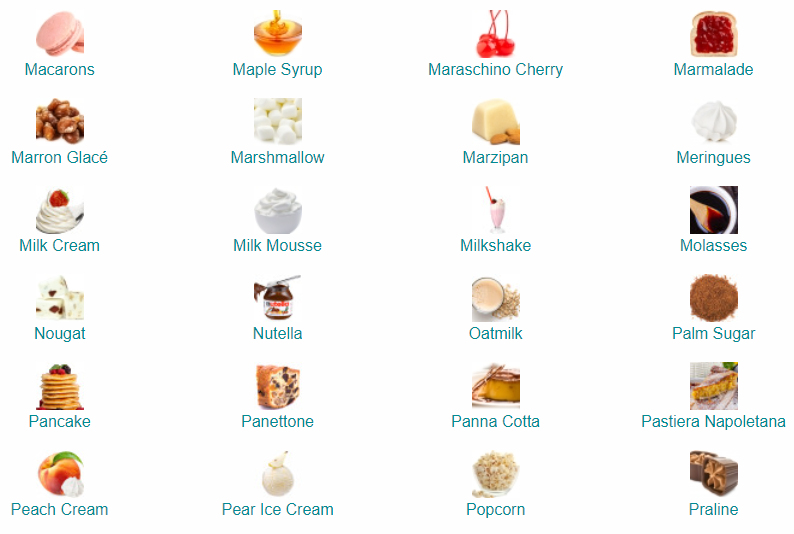 Macarons
Maple Syrup
Maraschino Cherry
Marmalade
Marron Glacé
Marshmallow
Marzipan
Meringues
Milk Cream
Milk Mousse
Milkshake
Molasses
nutella
Nougat
Nutella
Oatmilk
Palm Sugar
Pancake
Panettone
Panna Cotta
Pastiera Napoletana
Peach Cream
Pear Ice Cream
Popcorn
Praline